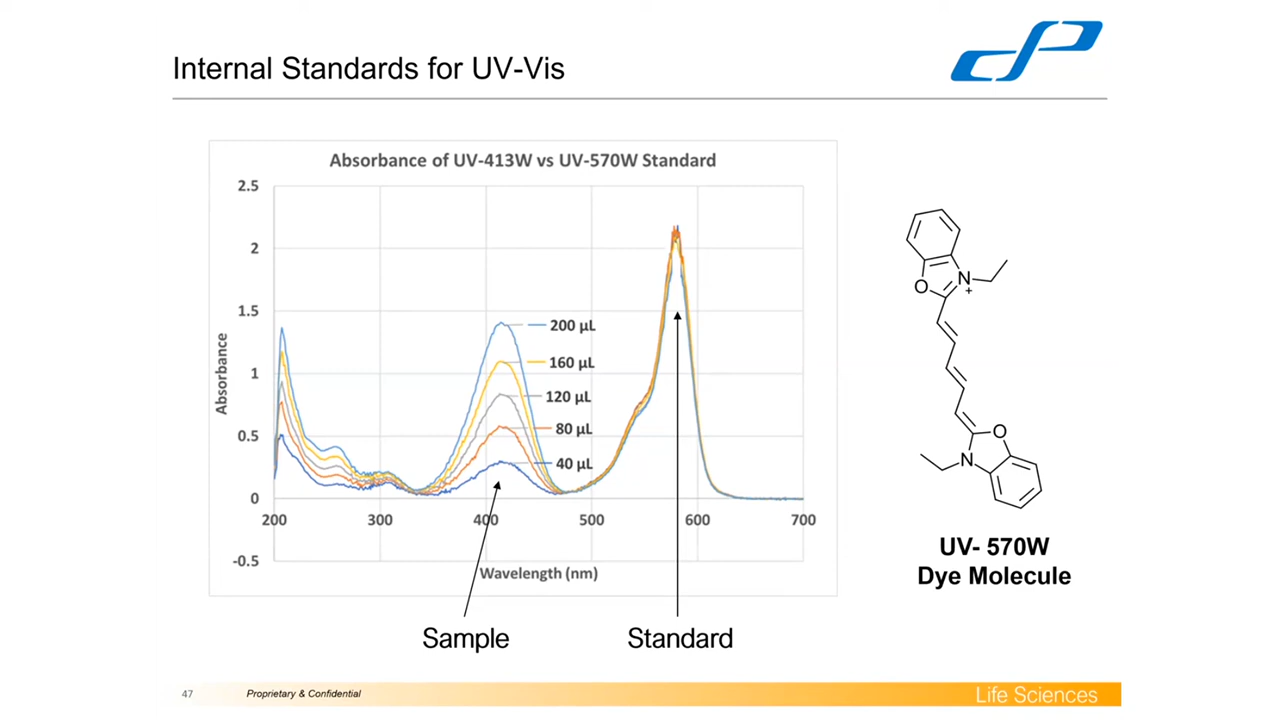 Internal Standards for UV-Vis
Absorbance of UV-413W vs UV-570W Standard
2.5
2
1.5
1
0.5
0
-0.5
Absorbance
200 µL
160 µL
120 µL
80 µL
40 µL
200 300 400 500 600 700
Wavelength (nm)
Sample
Standard
O
N
+
O
N
UV- 570W
Dye Molecule
47
Proprietary & Confidential
Life Sciences